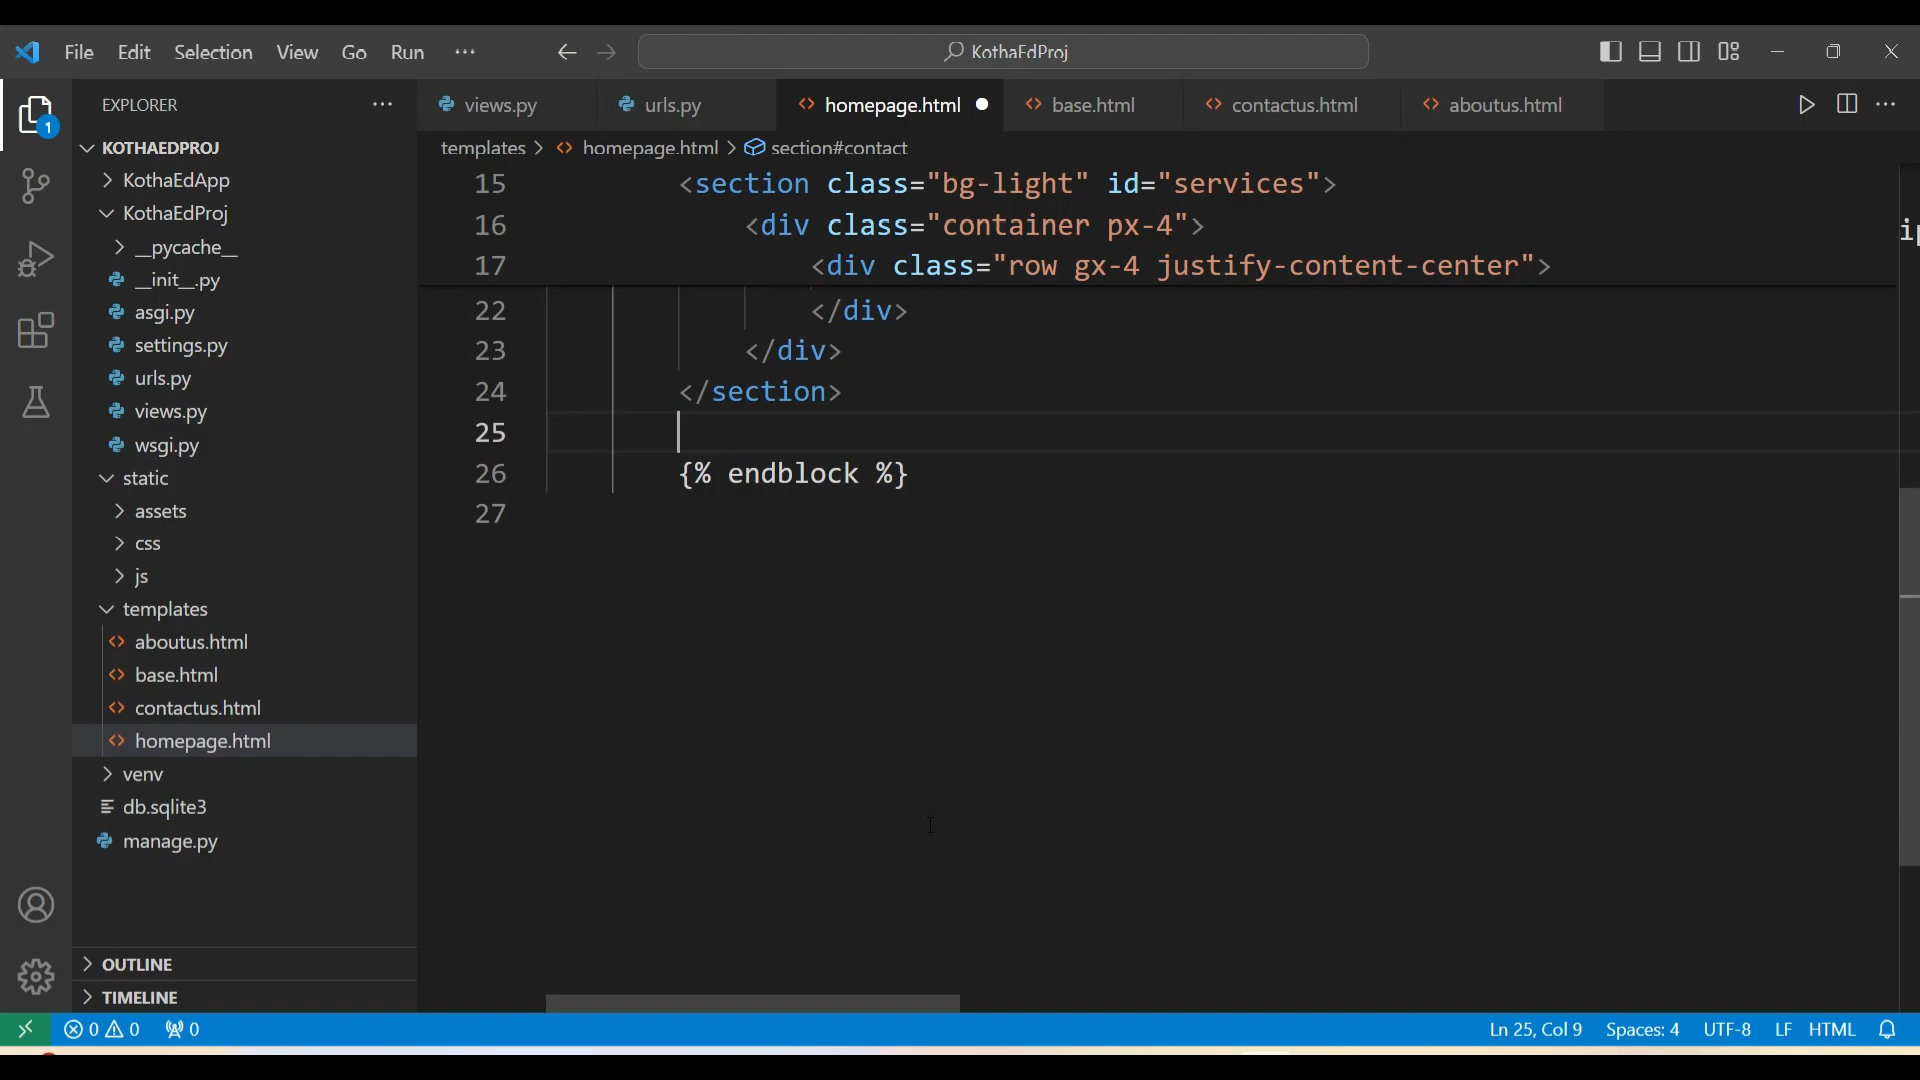 File Edit Selection View Go Run ··· KothaEdProj
EXPLORER ···
views.py urls.py homepage.html base.html contactus.html aboutus.html
templates > homepage.html > section#contact
KOTHAEDPROJ
KothaEdApp
KothaEdProj
__pycache__
__init__.py
asgi.py
settings.py
urls.py
views.py
wsgi.py
static
assets
css
js
templates
aboutus.html
base.html
contactus.html
homepage.html
venv
db.sqlite3
manage.py
OUTLINE
TIMELINE
15 <section class="bg-light" id="services">
16 <div class="container px-4">
17 <div class="row gx-4 justify-content-center">
22 </div>
23 </div>
24 </section>
25
26 {% endblock %}
27
1
0 0 0 Ln 25, Col 9 Spaces: 4 UTF-8 LF HTML